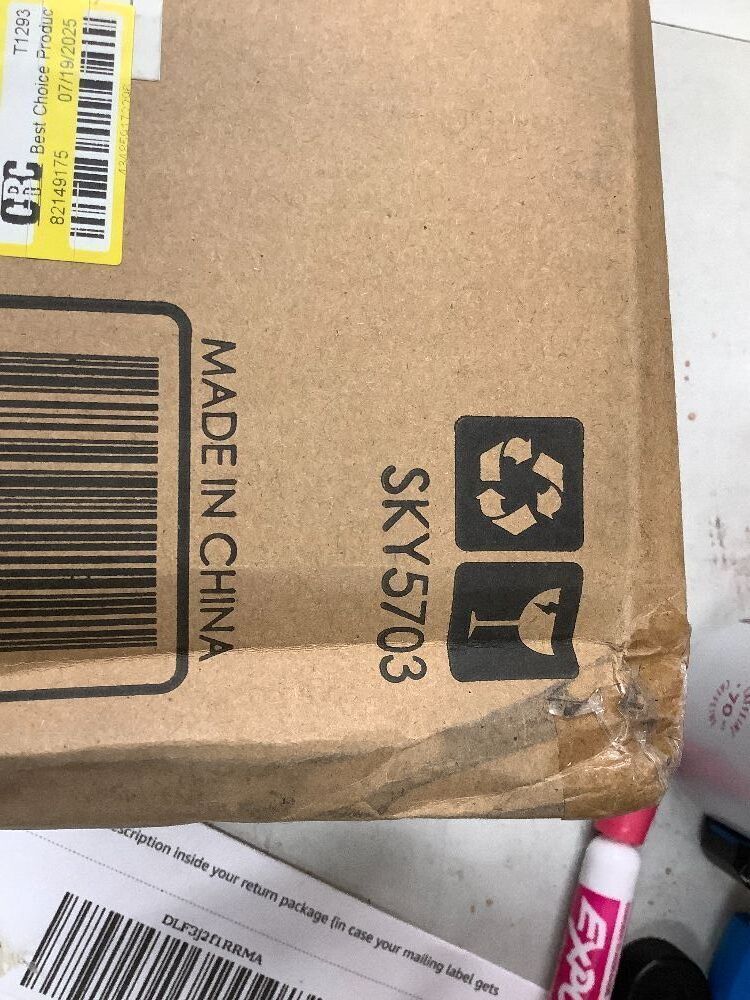 T1293
Best Choice Produc
82149175 07/19/2025
MADE IN CHINA
SKY5703
scription inside your return package (in case your mailing label gets
DLF3j2f1RRMA
EXPO